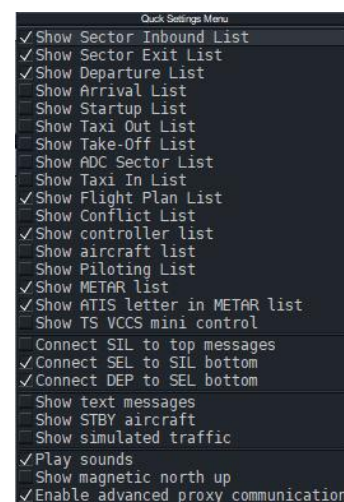 Quck Settings Menu
Show Sector Inbound List
Show Sector Exit List
Show Departure List
Show Arrival List
Show Startup List
Show Taxi Out List
Show Take-Off List
Show ADC Sector List
Show Taxi In List
Show Flight Plan List
Show Conflict List
Show controller list
Show aircraft list
Show Piloting List
Show METAR list
Show ATIS letter in METAR list
Show TS VCCS mini control
Connect SIL to top messages
Connect SEL to SIL bottom
Connect DEP to SEL bottom
Show text messages
Show STBY aircraft
Show simulated traffic
Play sounds
Show magnetic north up
Enable advanced proxy communication